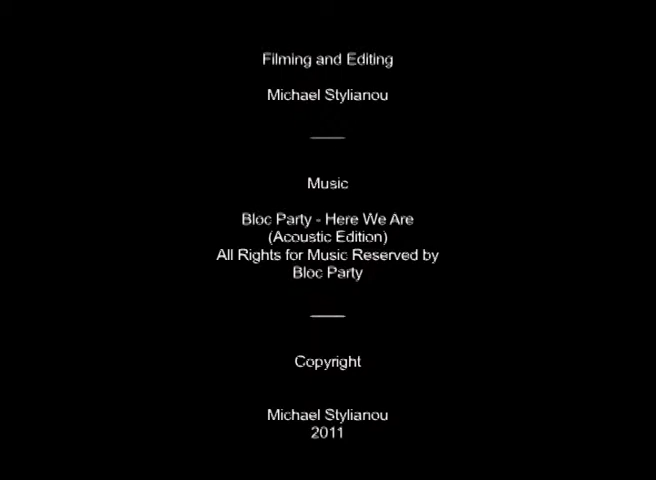 Filming and Editing
Michael Stylianou
Music
Bloc Party - Here We Are
(Acoustic Edition)
All Rights for Music Reserved by
Bloc Party
Copyright
Michael Stylianou
2011